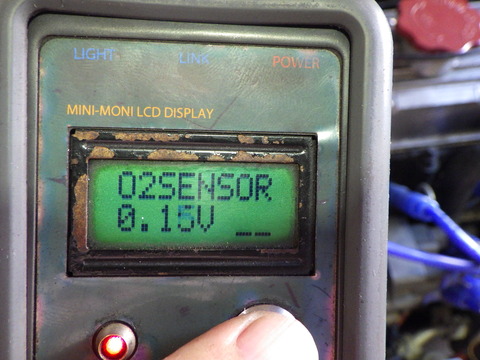 LIGHT LINK POWER
MINI-MONI LCD DISPLAY
O2SENSOR
0.15V __